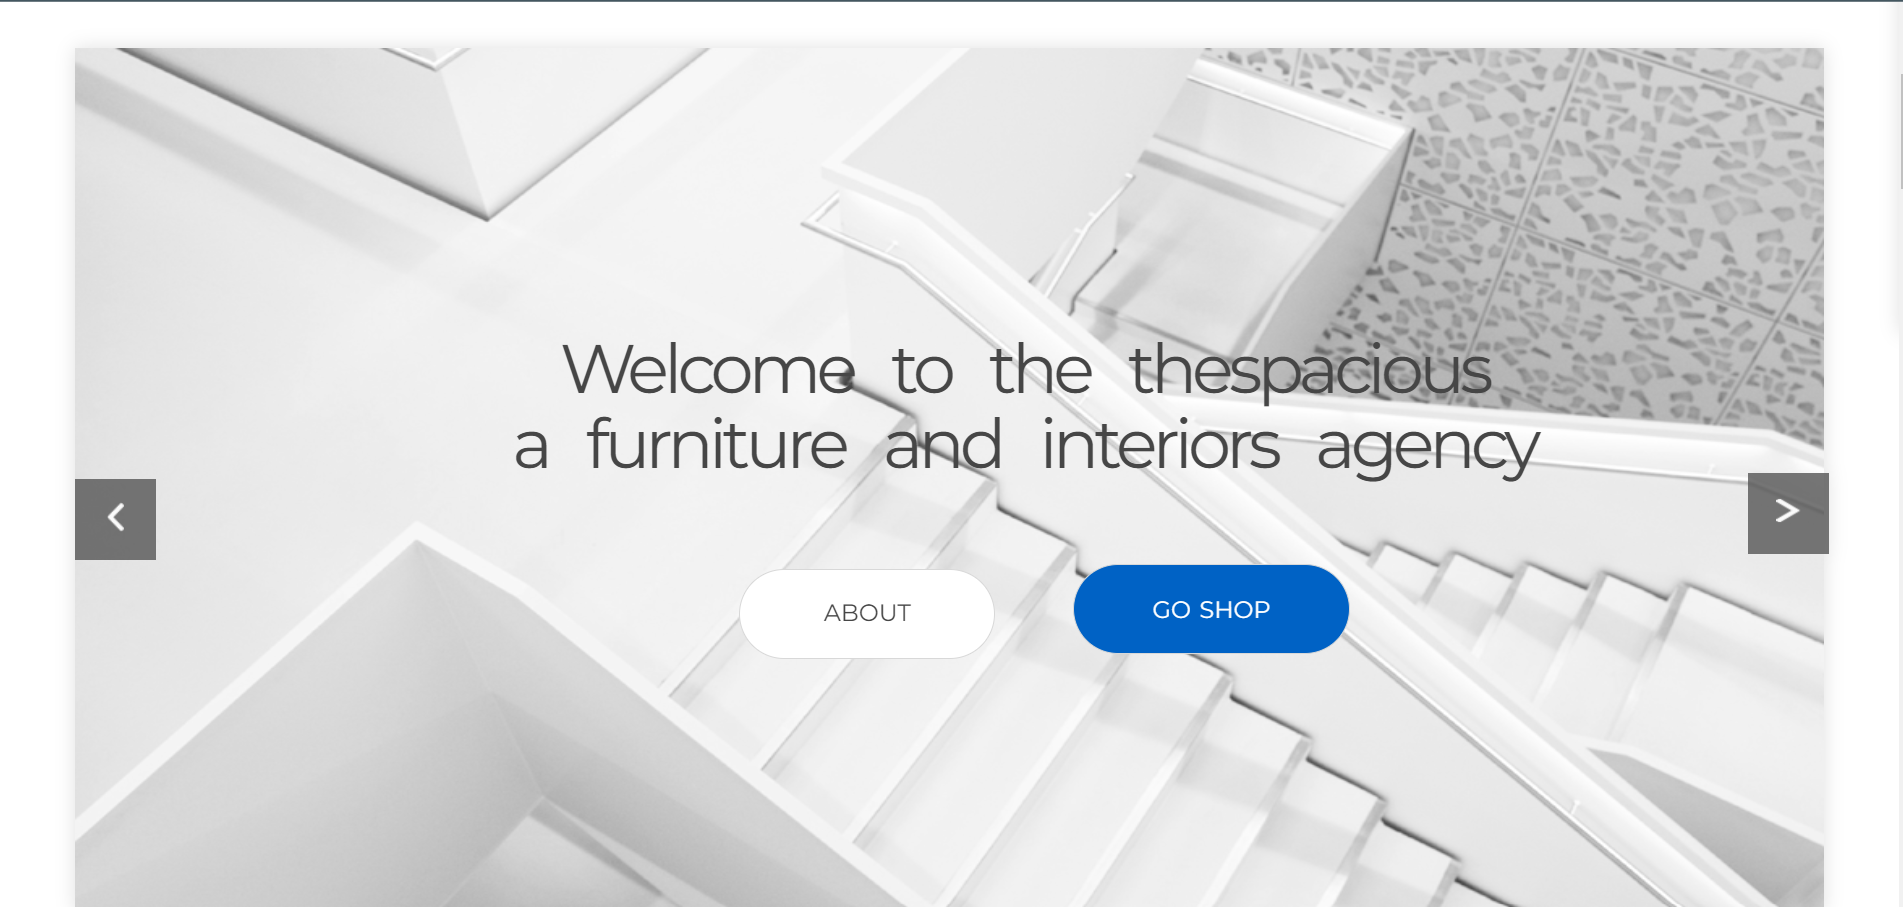 Welcome to the thespacious
a furniture and interiors agency
ABOUT
GO SHOP